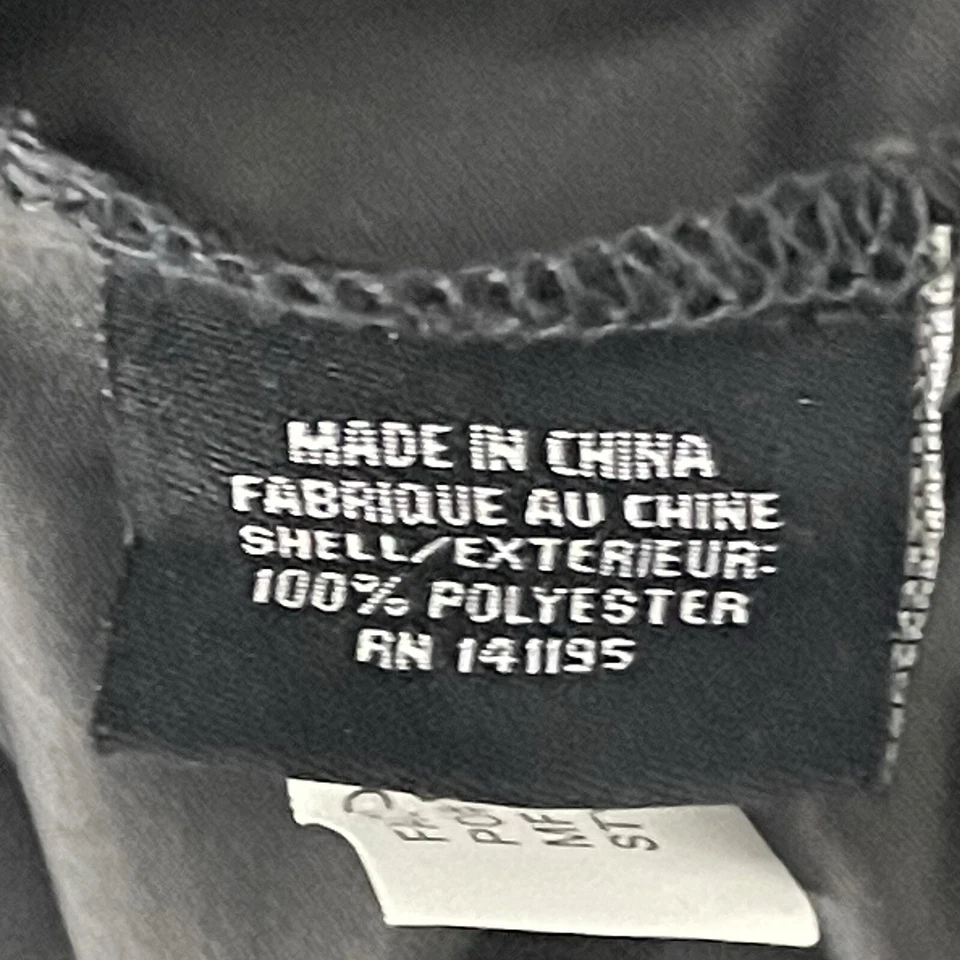 MADE IN CHINA
FABRIQUE AU CHINE
SHELL/EXTERIEUR:
100% POLYESTER
RN 141195